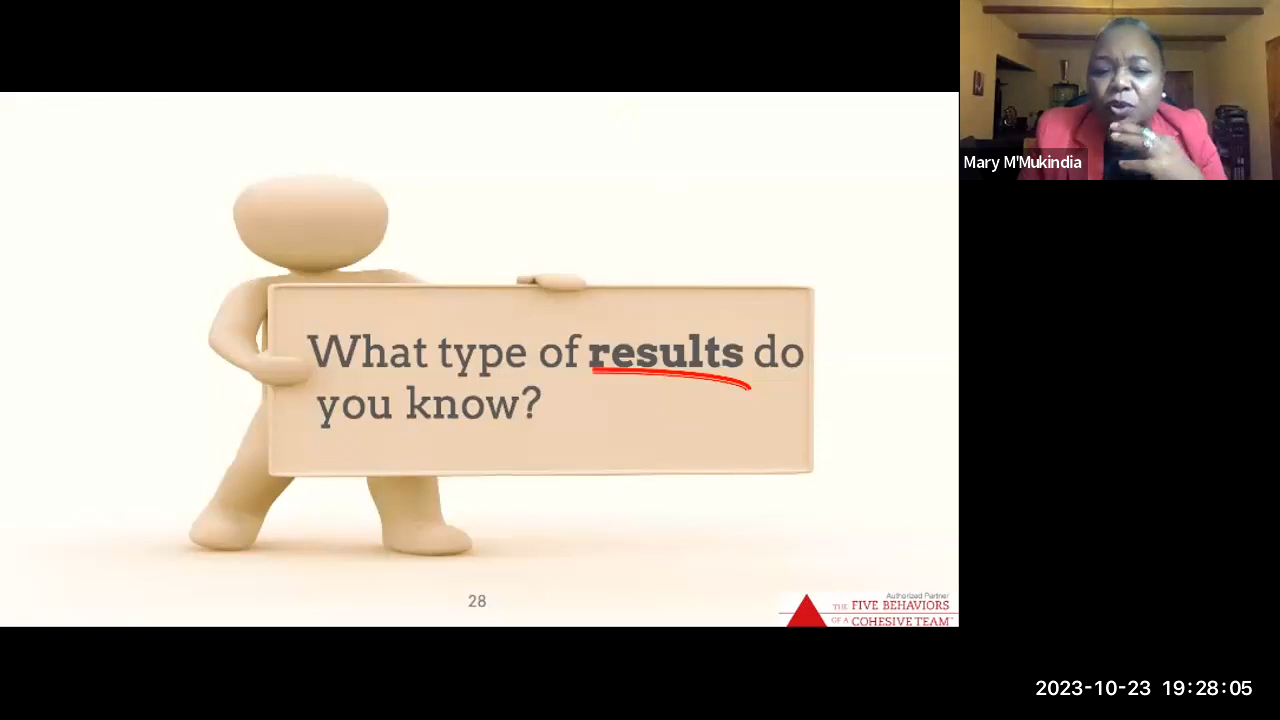 What type of results do
you know?
28
Authorized Partner
THE FIVE BEHAVIORS
OF A COHESIVE TEAM™
Mary M'Mukindia
2023-10-23 19:28:05